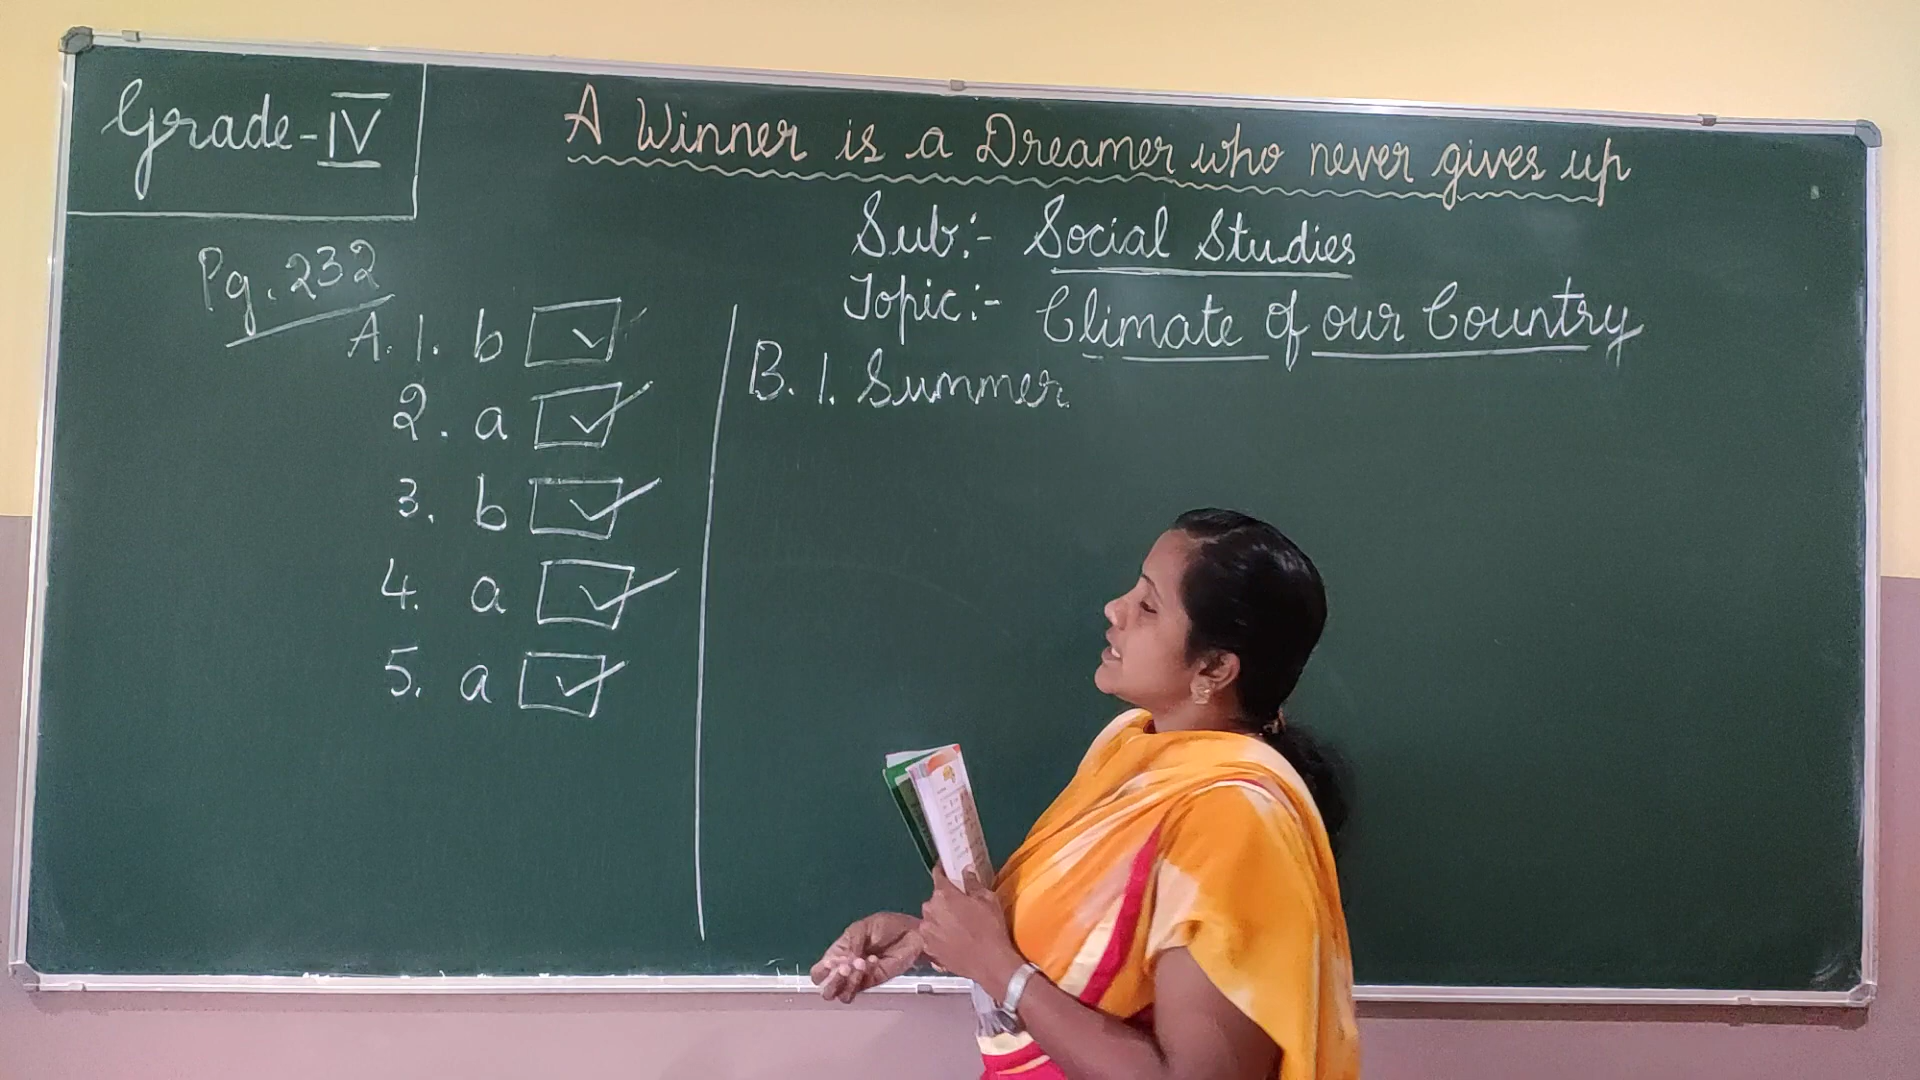 Grade-IV
A Winner is a Dreamer who never gives up
Sub:- Social Studies
Topic:- Climate of our Country
Pg. 232
A. 1. b
2. a
3. b
4. a
5. a
B. 1. Summer